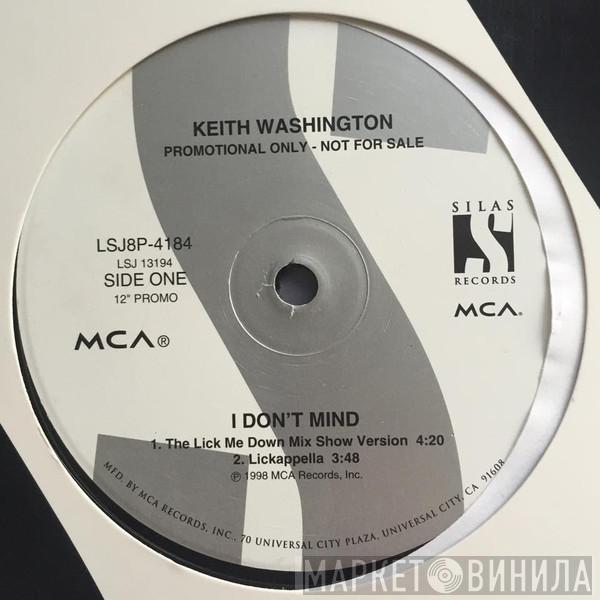 KEITH WASHINGTON
PROMOTIONAL ONLY - NOT FOR SALE
LSJ8P-4184
LSJ 13194
SIDE ONE
12" PROMO
MCA®
SILAS
S
RECORDS
MCA®
I DON'T MIND
1. The Lick Me Down Mix Show Version 4:20
2. Lickappella 3:48
℗ 1998 MCA Records, Inc.
MFD. BY MCA RECORDS, INC., 70 UNIVERSAL CITY PLAZA, UNIVERSAL CITY, CA 91608
МАРКЕТ ВИНИЛА